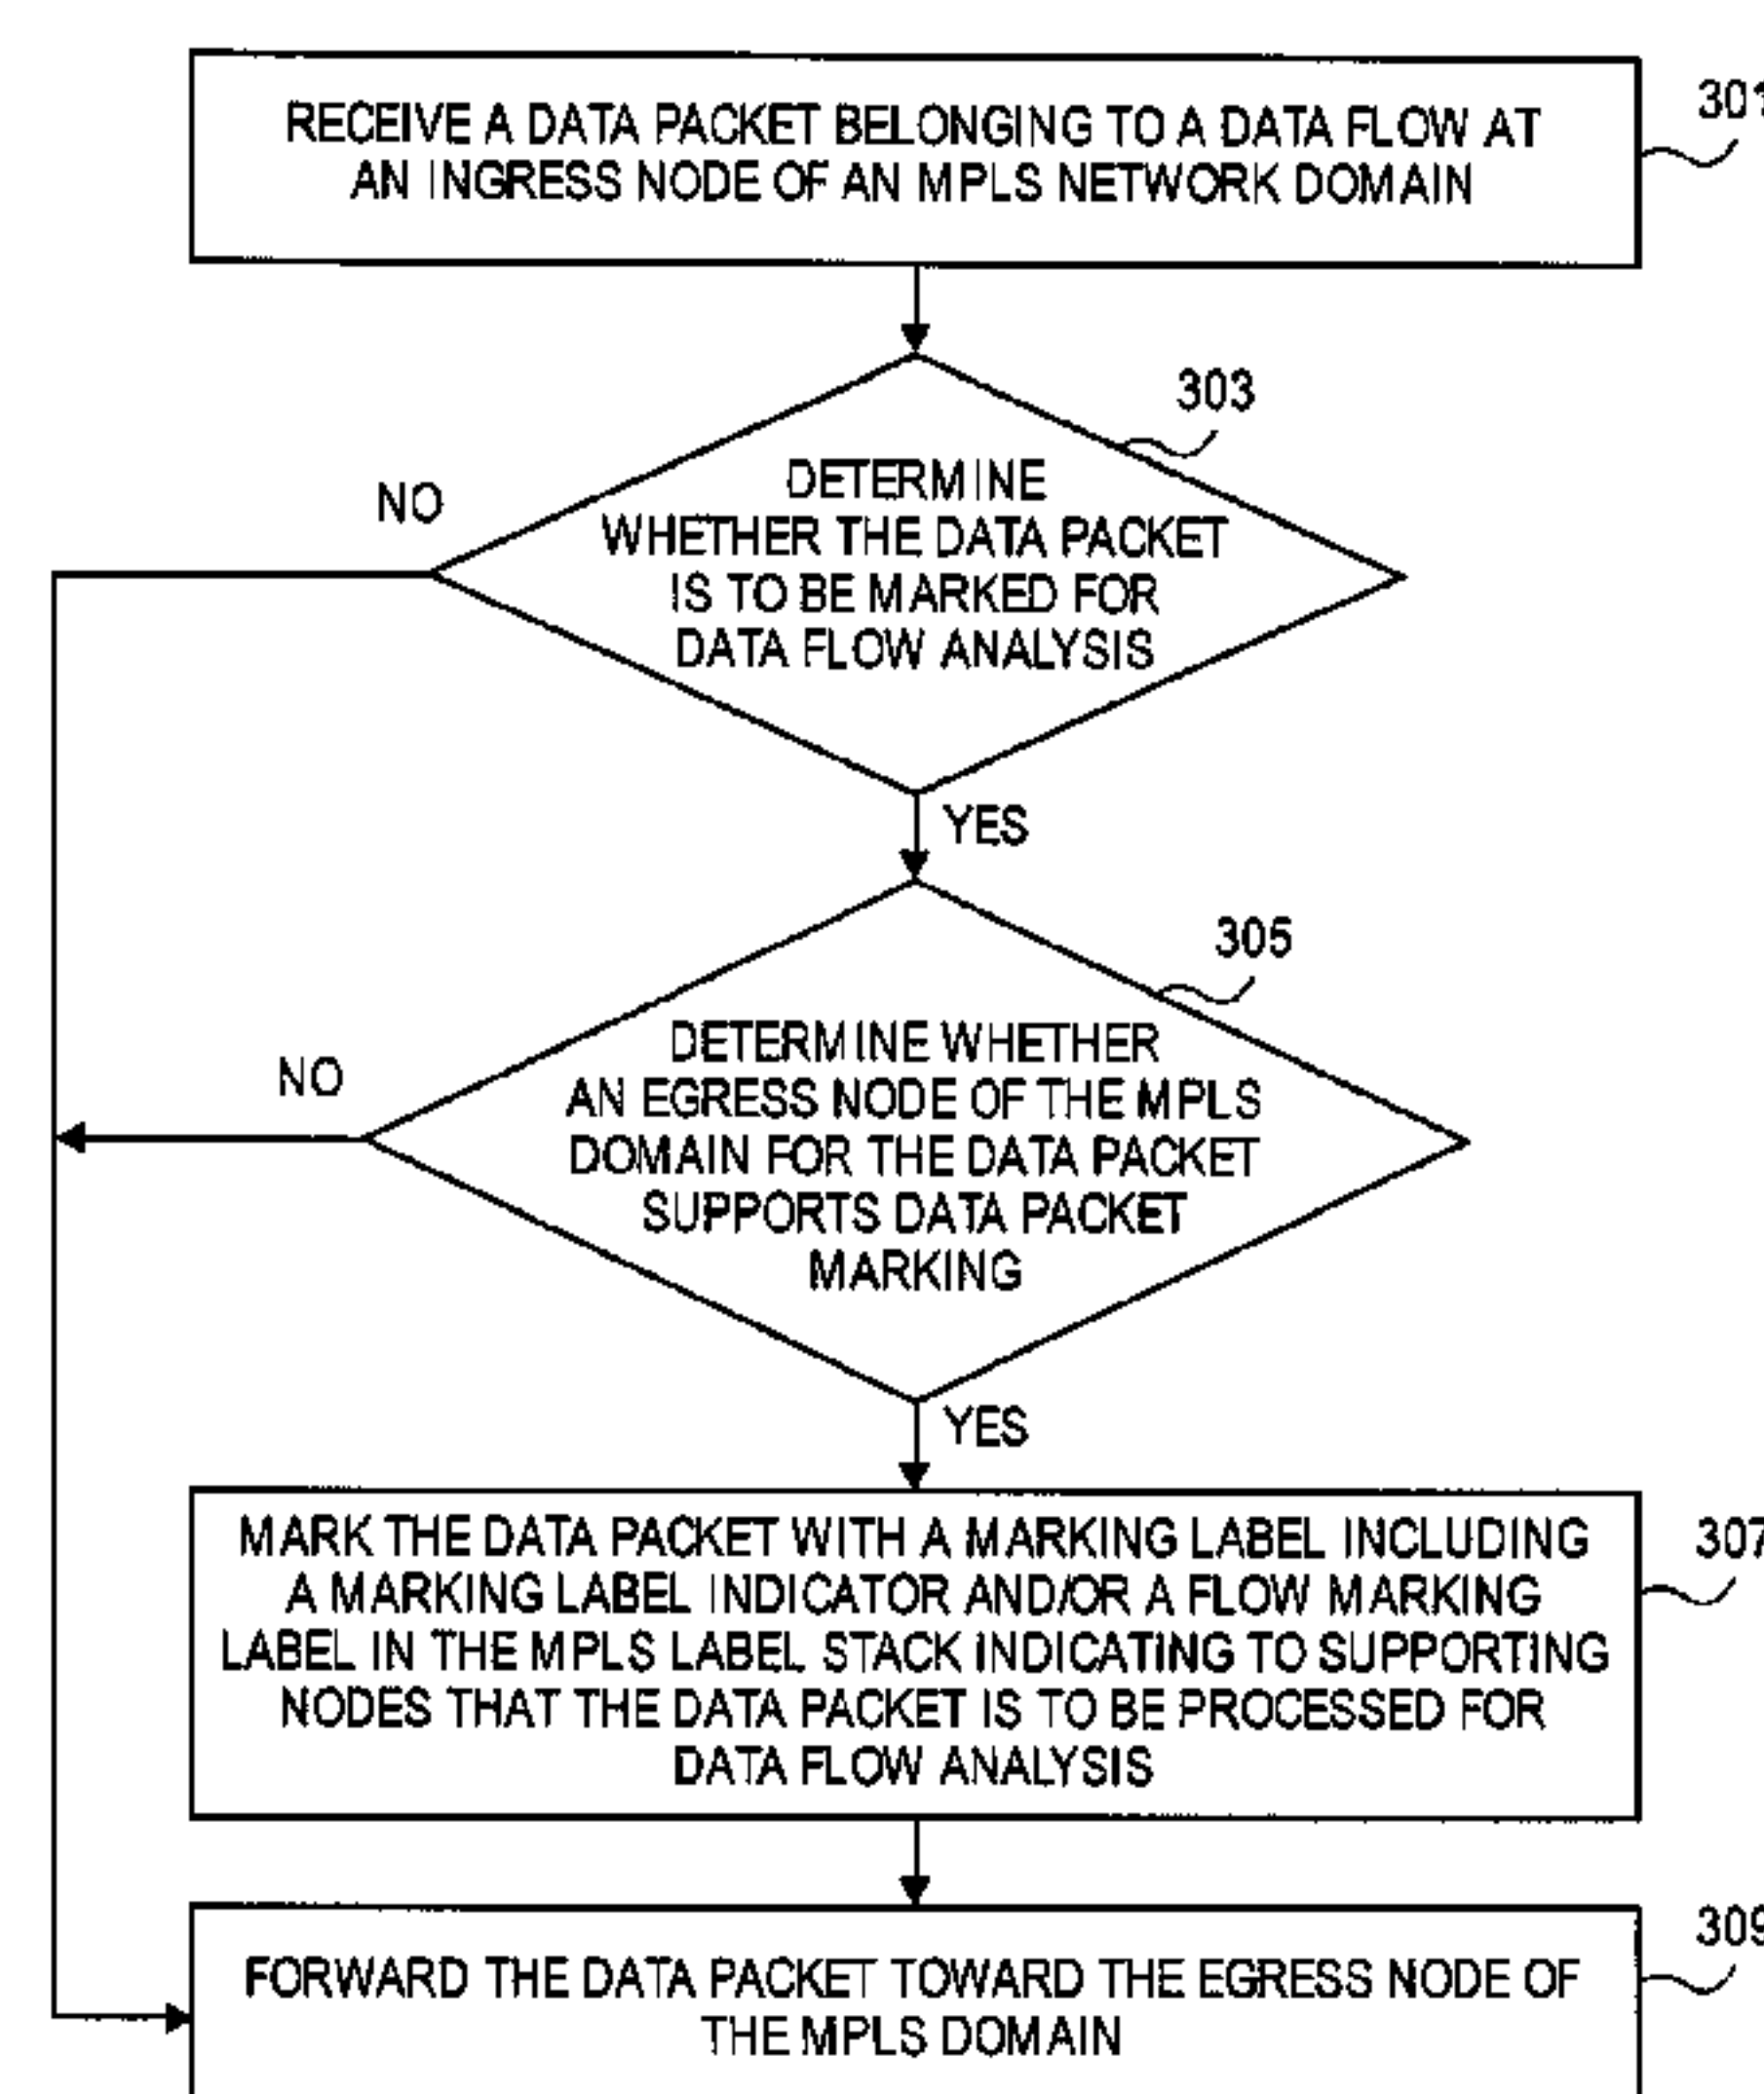 RECEIVE A DATA PACKET BELONGING TO A DATA FLOW AT
AN INGRESS NODE OF AN MPLS NETWORK DOMAIN
301
303
DETERMINE
WHETHER THE DATA PACKET
IS TO BE MARKED FOR
DATA FLOW ANALYSIS
NO
YES
305
DETERMINE WHETHER
AN EGRESS NODE OF THE MPLS
DOMAIN FOR THE DATA PACKET
SUPPORTS DATA PACKET
MARKING
NO
YES
MARK THE DATA PACKET WITH A MARKING LABEL INCLUDING
A MARKING LABEL INDICATOR AND/OR A FLOW MARKING
LABEL IN THE MPLS LABEL STACK INDICATING TO SUPPORTING
NODES THAT THE DATA PACKET IS TO BE PROCESSED FOR
DATA FLOW ANALYSIS
307
FORWARD THE DATA PACKET TOWARD THE EGRESS NODE OF
THE MPLS DOMAIN
309